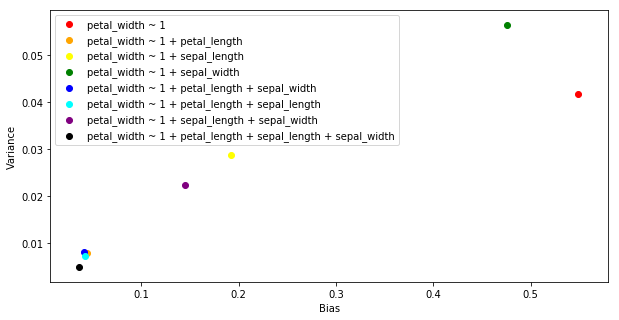 petal_width ~ 1
petal_width ~ 1 + petal_length
petal_width ~ 1 + sepal_length
petal_width ~ 1 + sepal_width
petal_width ~ 1 + petal_length + sepal_width
petal_width ~ 1 + petal_length + sepal_length
petal_width ~ 1 + sepal_length + sepal_width
petal_width ~ 1 + petal_length + sepal_length + sepal_width
Variance
0.05
0.04
0.03
0.02
0.01
0.1
0.2
0.3
0.4
0.5
Bias